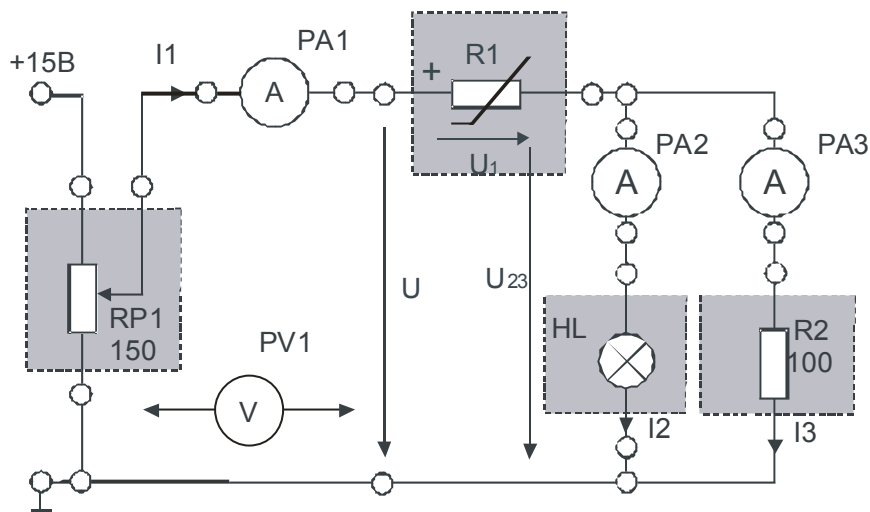 PA1
I1
R1
+15В
+
A
U1
PA2
PA3
A
A
U
U23
RP1
150
PV1
V
HL
R2
100
I2
I3